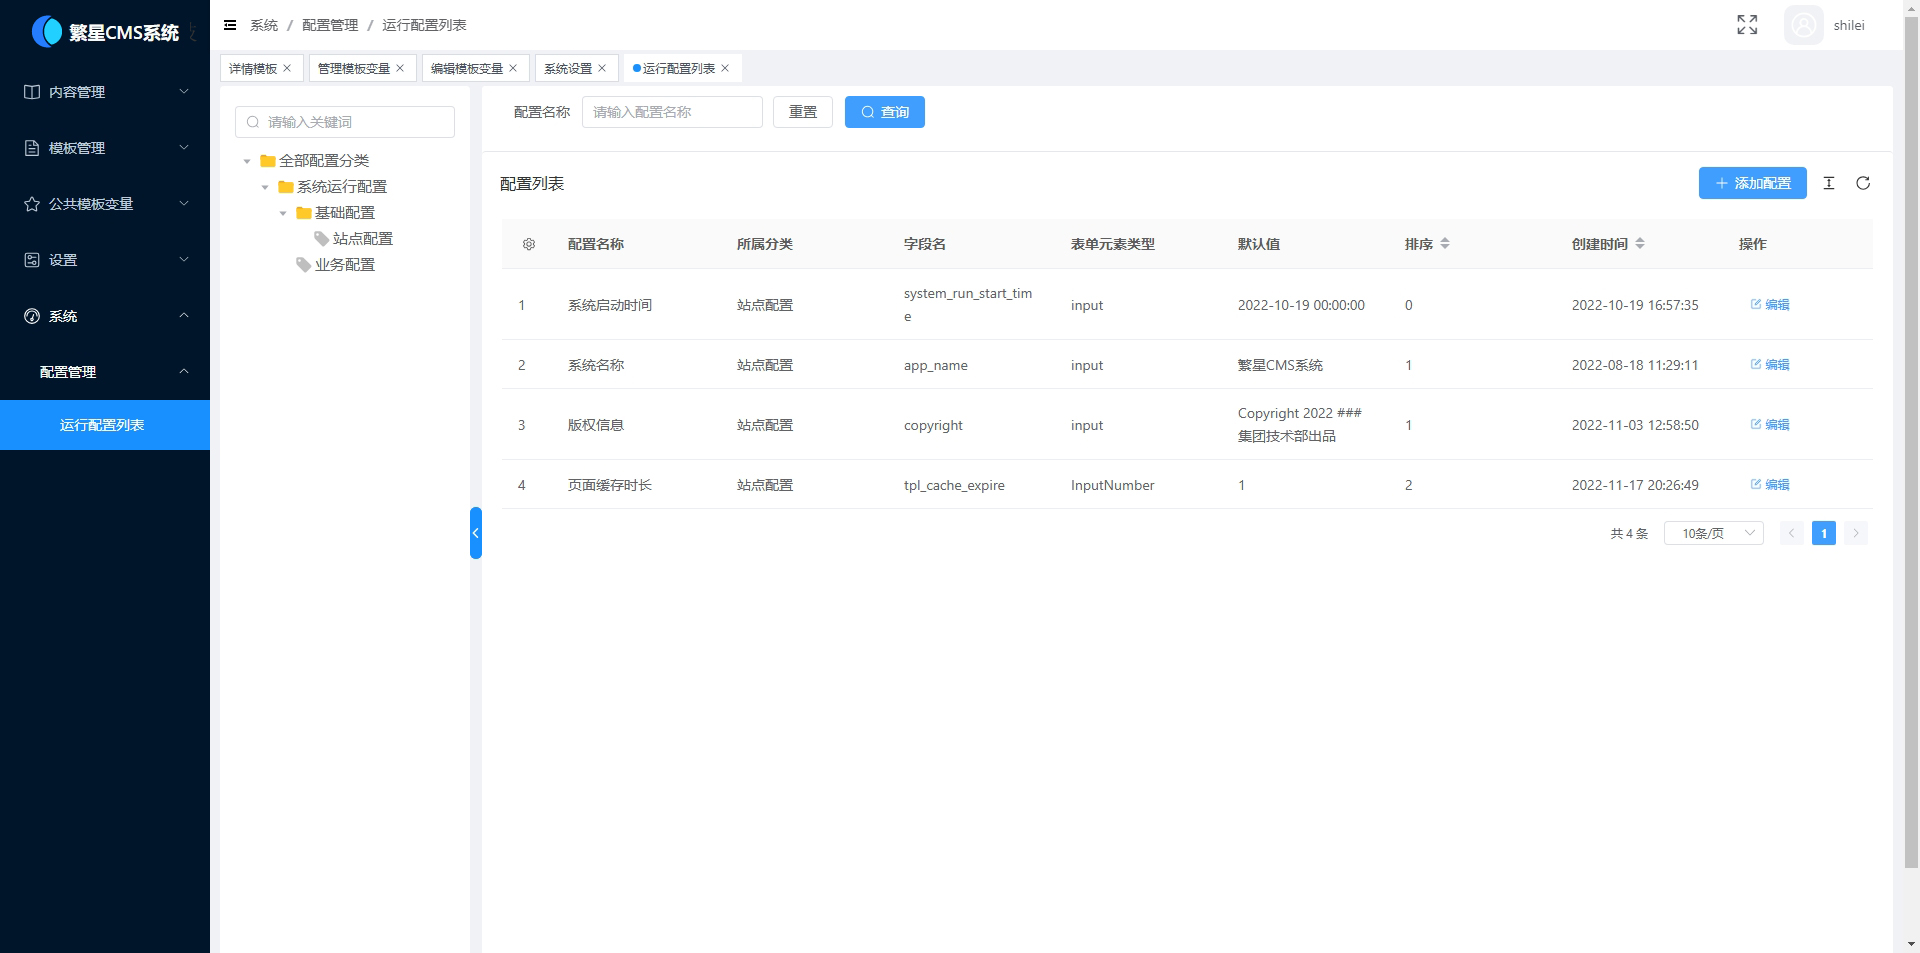 繁星CMS系统
系统 / 配置管理 / 运行配置列表
shilei
详情模板
管理模板变量
编辑模板变量
系统设置
运行配置列表
内容管理
模板管理
公共模板变量
设置
系统
配置管理
运行配置列表
请输入关键词
全部配置分类
系统运行配置
基础配置
站点配置
业务配置
配置名称 请输入配置名称 重置 查询
配置列表 添加配置
配置名称 所属分类 字段名 表单元素类型 默认值 排序 创建时间 操作
1 系统启动时间 站点配置 system_run_start_tim
e input 2022-10-19 00:00:00 0 2022-10-19 16:57:35 编辑
2 系统名称 站点配置 app_name input 繁星CMS系统 1 2022-08-18 11:29:11 编辑
3 版权信息 站点配置 copyright input Copyright 2022 ###
集团技术部出品 1 2022-11-03 12:58:50 编辑
4 页面缓存时长 站点配置 tpl_cache_expire InputNumber 1 2 2022-11-17 20:26:49 编辑
共 4 条 10条/页 1